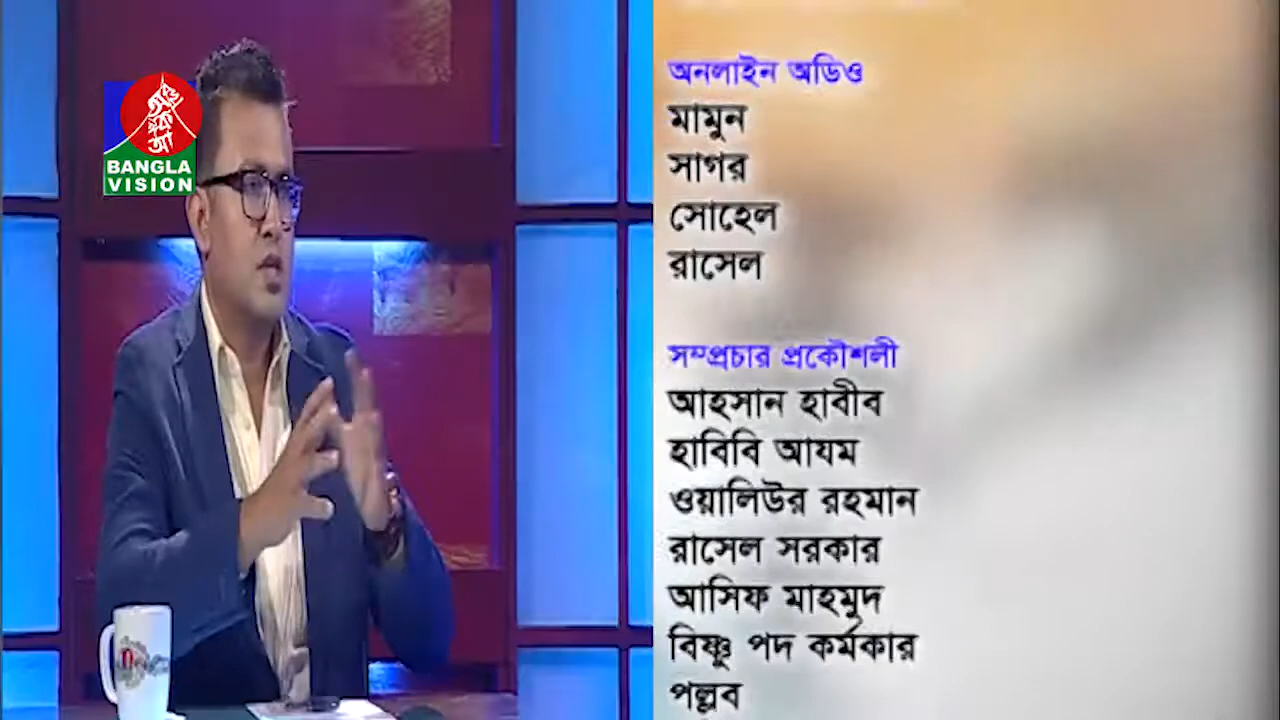 BANGLA
VISION
অনলাইন অডিও
মামুন
সাগর
সোহেল
রাসেল
সম্প্রচার প্রকৌশলী
আহসান হাবীব
হাবিবি আযম
ওয়ালিউর রহমান
রাসেল সরকার
আসিফ মাহমুদ
বিষ্ণু পদ কর্মকার
পল্লব